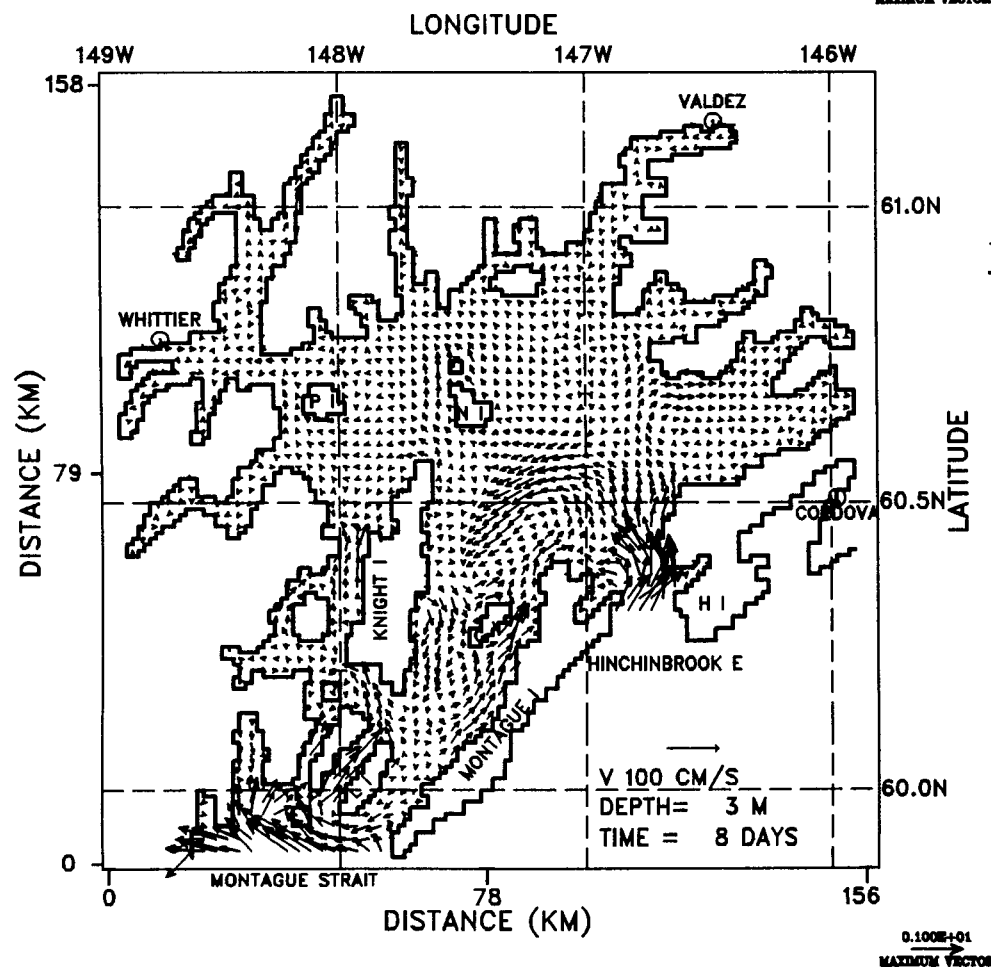 MAXIMUM VECTOR
LONGITUDE
149W 148W 147W 146W
158
VALDEZ
61.0N
WHITTIER
P I
N I
79
60.5N
CORDOVA
DISTANCE (KM)
LATITUDE
KNIGHT I
H I
HINCHINBROOK E
MONTAGUE I
V 100 CM/S
DEPTH= 3 M
TIME = 8 DAYS
60.0N
0
MONTAGUE STRAIT
0 78 156
DISTANCE (KM)
0.100E+01
MAXIMUM VECTOR